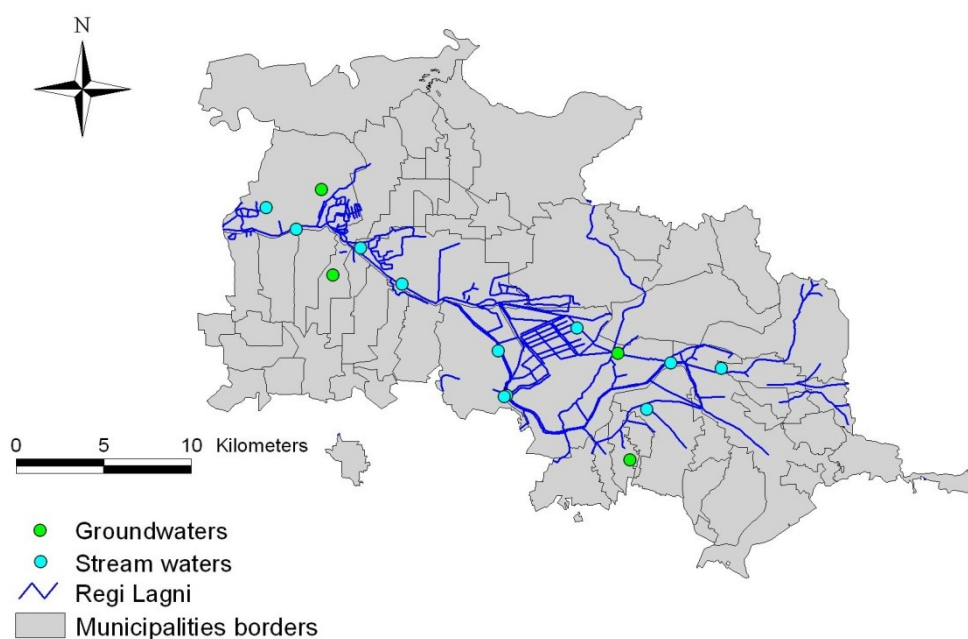 N
0 5 10 Kilometers
Groundwaters
Stream waters
Regi Lagni
Municipalities borders